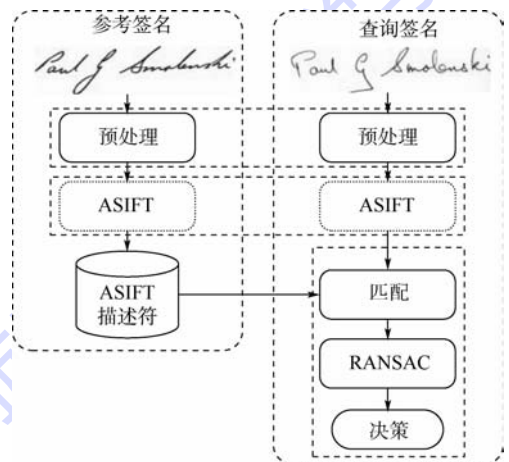 参考签名
查询签名
Paul G Smolenski
Paul G Smolenski
预处理
预处理
ASIFT
ASIFT
ASIFT
描述符
匹配
RANSAC
决策